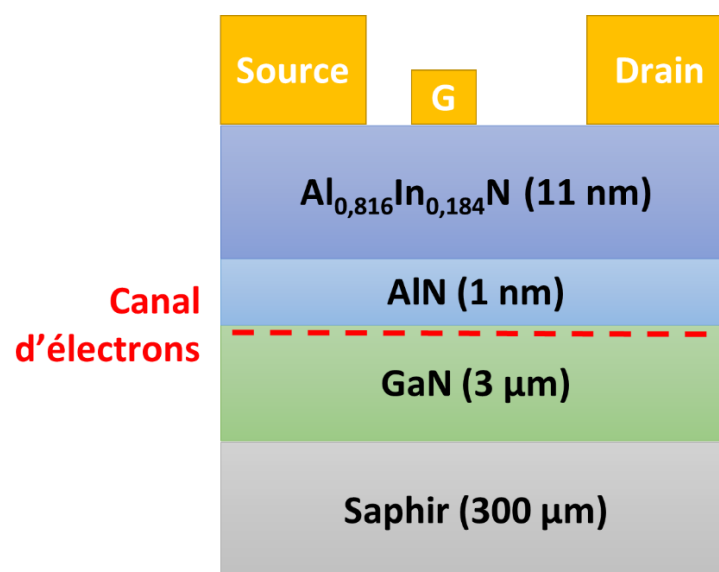 Source
G
Drain
Al0,816In0,184N (11 nm)
AlN (1 nm)
Canal
d'électrons
GaN (3 µm)
Saphir (300 µm)